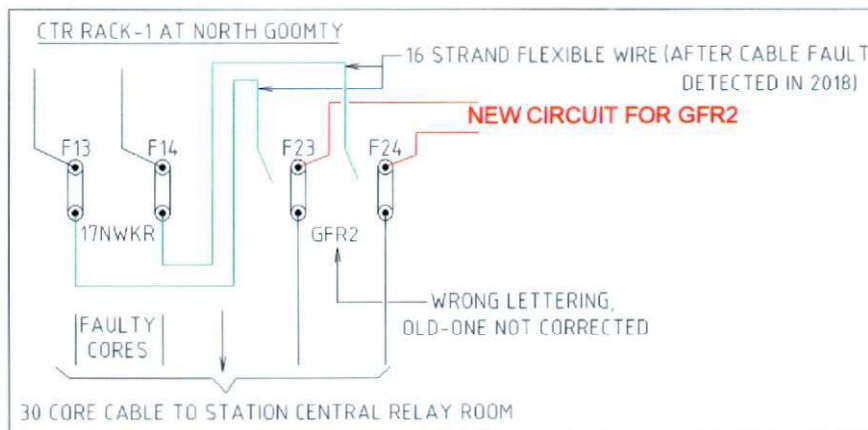 CTR RACK-1 AT NORTH GOOMTY
16 STRAND FLEXIBLE WIRE (AFTER CABLE FAULT
DETECTED IN 2018)
NEW CIRCUIT FOR GFR2
F13 F14 F23 F24
17NWKR GFR2
WRONG LETTERING,
OLD-ONE NOT CORRECTED
FAULTY
CORES
30 CORE CABLE TO STATION CENTRAL RELAY ROOM